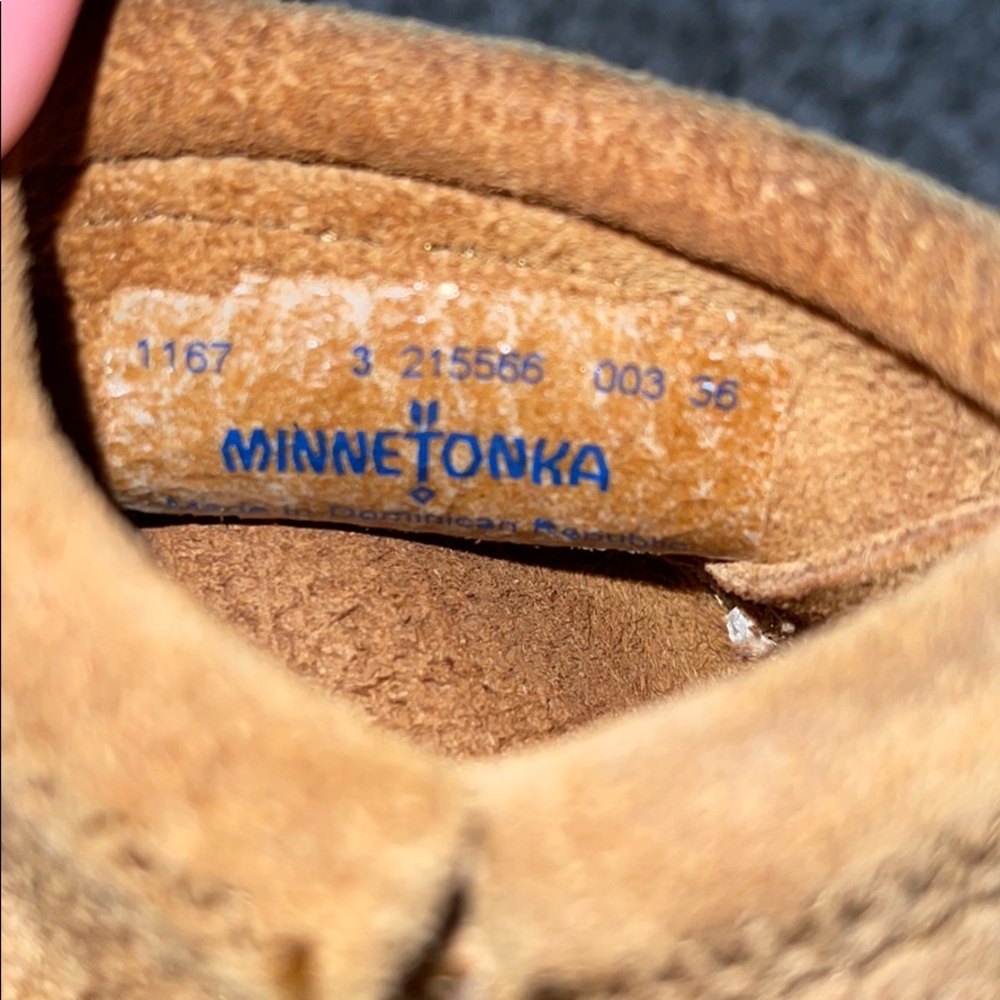 1167 3 215566 003 36
MINNETONKA
Made in Dominican Republic